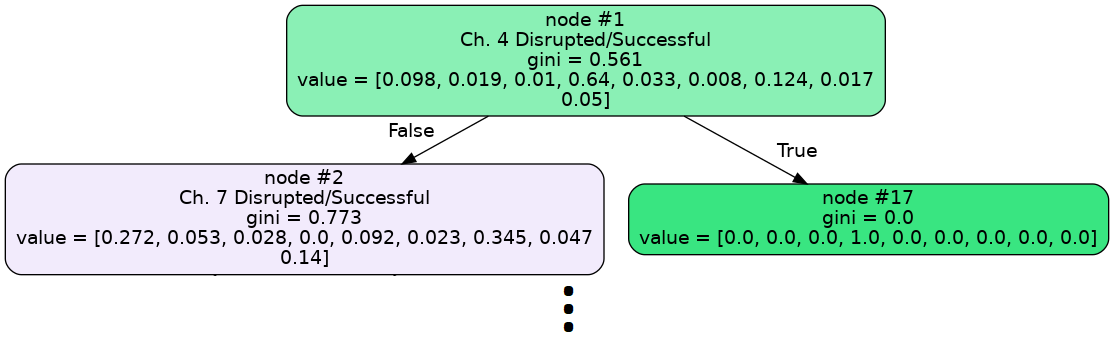 node #1
Ch. 4 Disrupted/Successful
gini = 0.561
value = [0.098, 0.019, 0.01, 0.64, 0.033, 0.008, 0.124, 0.017
0.05]
False
True
node #2
Ch. 7 Disrupted/Successful
gini = 0.773
value = [0.272, 0.053, 0.028, 0.0, 0.092, 0.023, 0.345, 0.047
0.14]
node #17
gini = 0.0
value = [0.0, 0.0, 0.0, 1.0, 0.0, 0.0, 0.0, 0.0, 0.0]